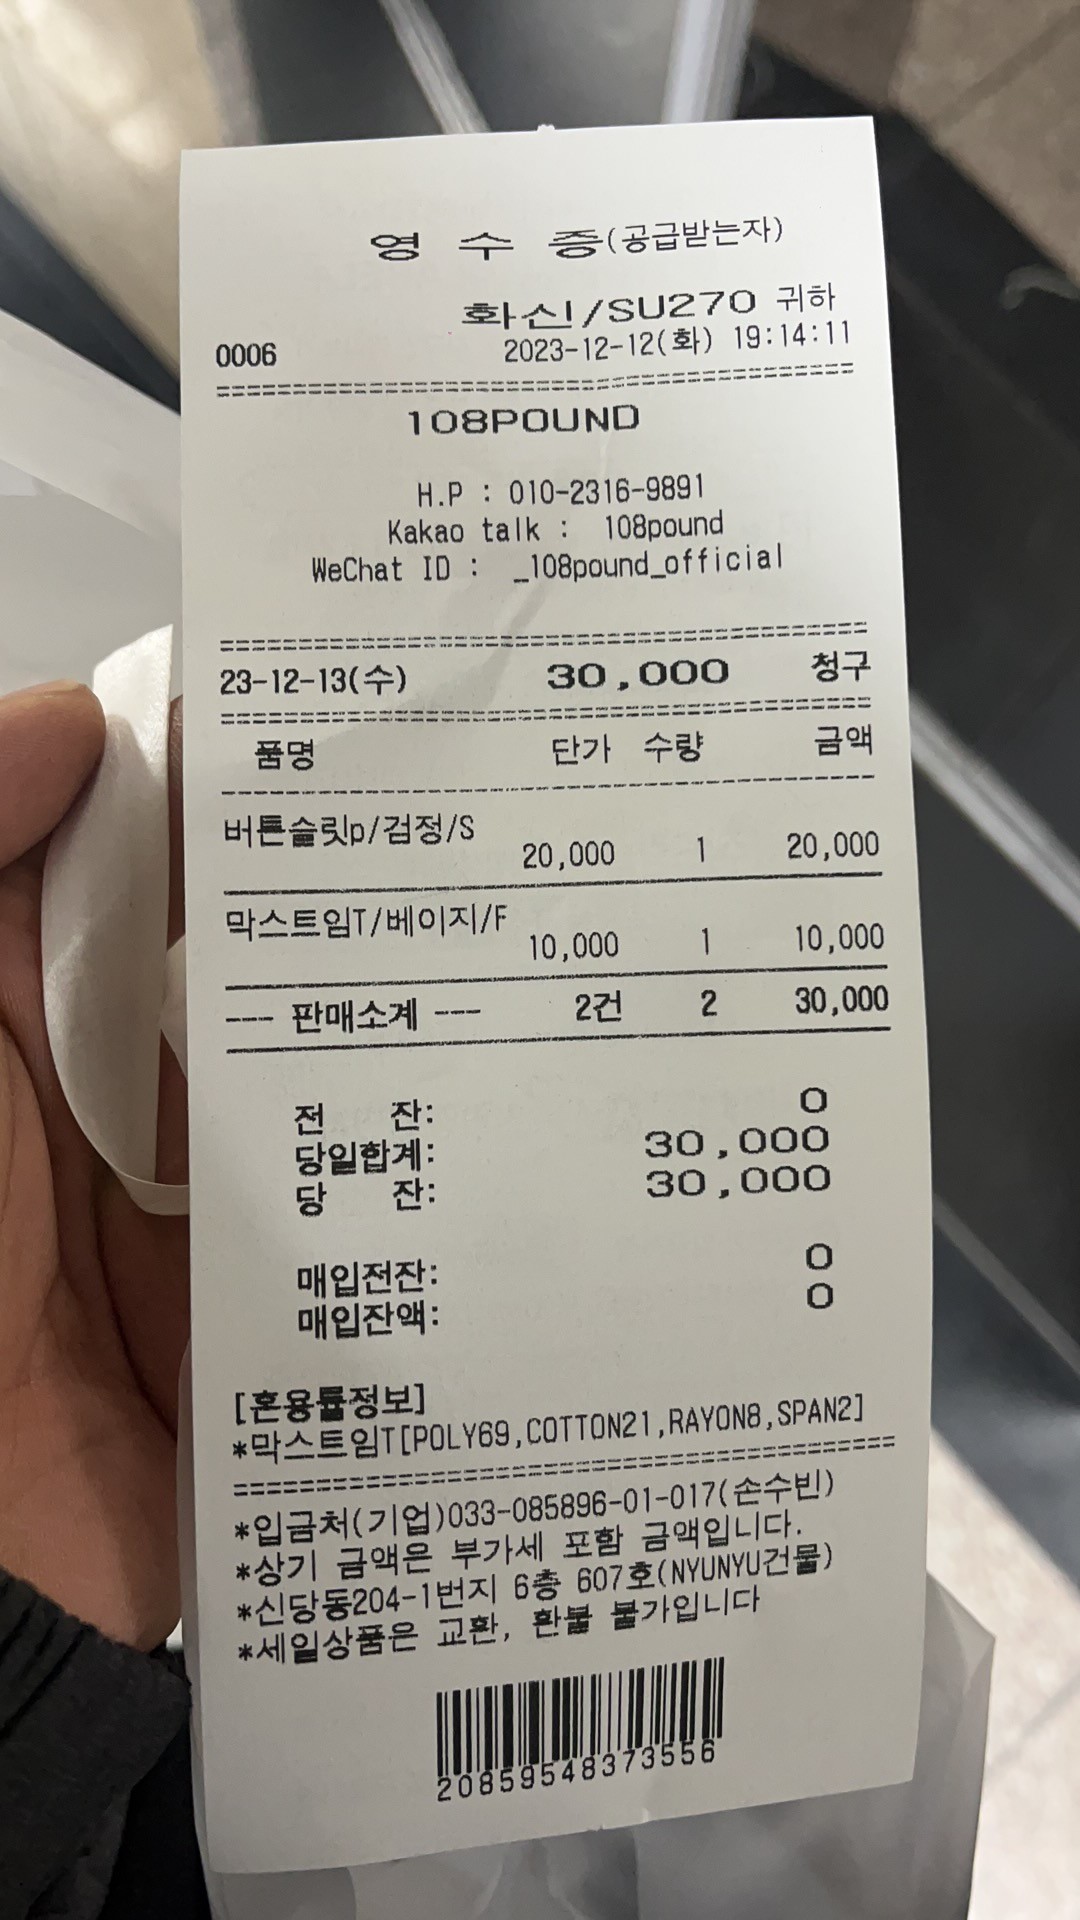 영 수 증(공급받는자)
화신/SU270 귀하
0006 2023-12-12(화) 19:14:11
========================================
108POUND
H.P : 010-2316-9891
Kakao talk : 108pound
WeChat ID : _108pound_official
========================================
23-12-13(수) 30,000 청구
========================================
품명 단가 수량 금액
----------------------------------------
버튼슬릿p/검정/S
20,000 1 20,000
막스트임T/베이지/F
10,000 1 10,000
--- 판매소계 --- 2건 2 30,000
전 잔: 0
당일합계: 30,000
당 잔: 30,000
매입전잔: 0
매입잔액: 0
[혼용률정보]
*막스트임T[POLY69,COTTON21,RAYON8,SPAN2]
========================================
*입금처(기업)033-085896-01-017(손수빈)
*상기 금액은 부가세 포함 금액입니다.
*신당동204-1번지 6층 607호(NYUNYU건물)
*세일상품은 교환, 환불 불가입니다
20859548373556